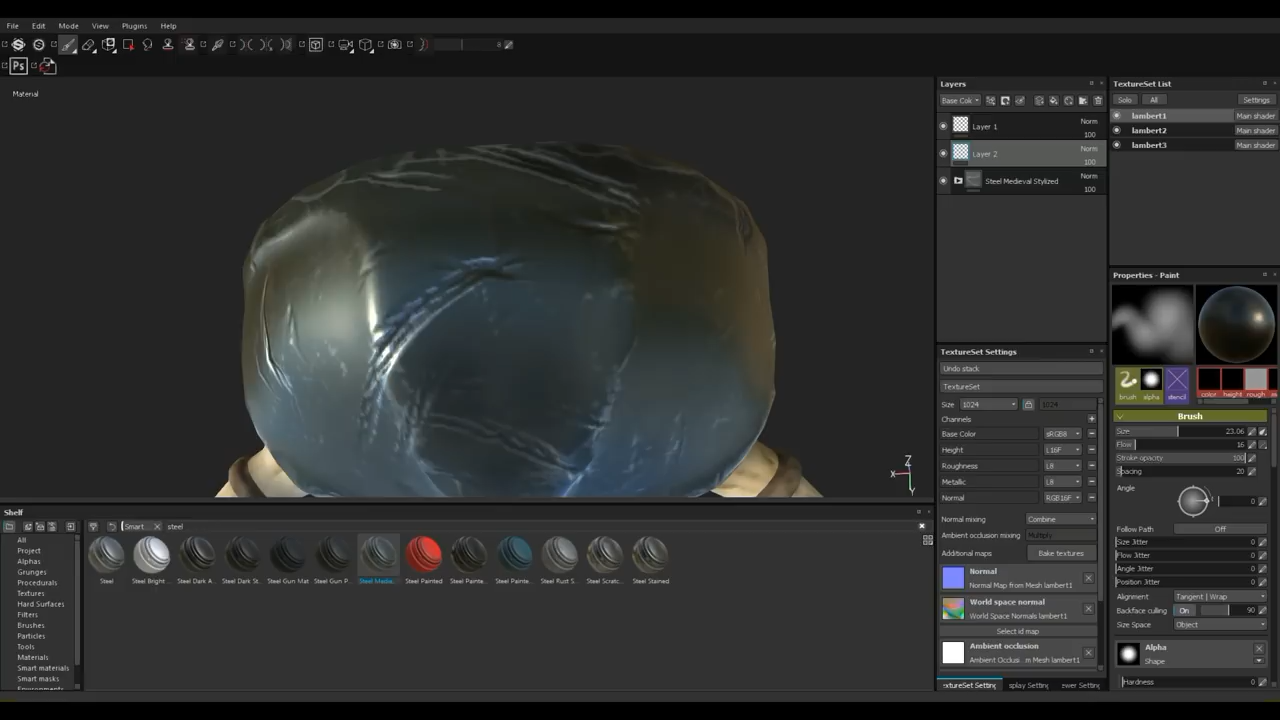 File Edit Mode View Plugins Help
8
Ps
Material
Z
X
Y
Layers
Base Col
Layer 1
Norm
100
Layer 2
Norm
100
Steel Medieval Stylized
Norm
100
TextureSet List
Solo All Settings
lambert1 Main shader
lambert2 Main shader
lambert3 Main shader
TextureSet Settings
Undo stack
TextureSet
Size 1024 1024
Channels
Base Color sRGB8
Height L16F
Roughness L8
Metallic L8
Normal RGB16F
Normal mixing Combine
Ambient occlusion mixing Multiply
Additional maps Bake textures
Normal
Normal Map from Mesh lambert1
World space normal
World Space Normals lambert1
Select id map
Ambient occlusion
Ambient Occlusi m Mesh lambert1
Properties - Paint
brush alpha stencil color height rough
Brush
Size 23.06
Flow 16
Stroke opacity 100
Spacing 20
Angle
0
Follow Path Off
Size Jitter 0
Flow Jitter 0
Angle Jitter 0
Position Jitter 0
Alignment Tangent | Wrap
Backface culling On 90
Size Space Object
Alpha
Shape
Hardness 0
Shelf
Smart... steel
All
Project
Alphas
Grunges
Procedurals
Textures
Hard Surfaces
Filters
Brushes
Particles
Tools
Materials
Smart materials
Smart masks
Environments
Steel
Steel Bright ...
Steel Dark A...
Steel Dark St...
Steel Gun Mat
Steel Gun P...
Steel Medie...
Steel Painted
Steel Painte...
Steel Painte...
Steel Rust S...
Steel Scratc...
Steel Stained